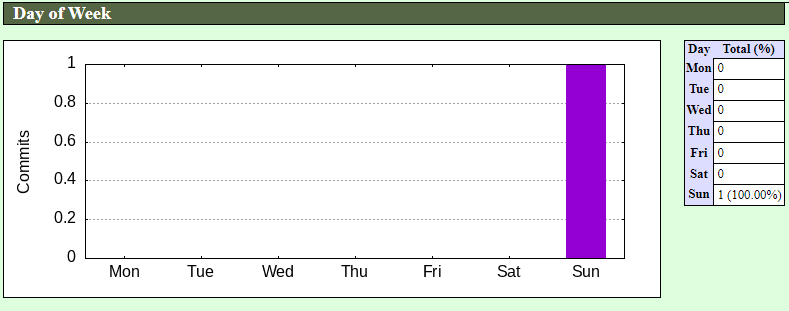 Day of Week
1
0.8
0.6
0.4
0.2
0
Commits
Mon Tue Wed Thu Fri Sat Sun
Day Total (%)
Mon 0
Tue 0
Wed 0
Thu 0
Fri 0
Sat 0
Sun 1 (100.00%)